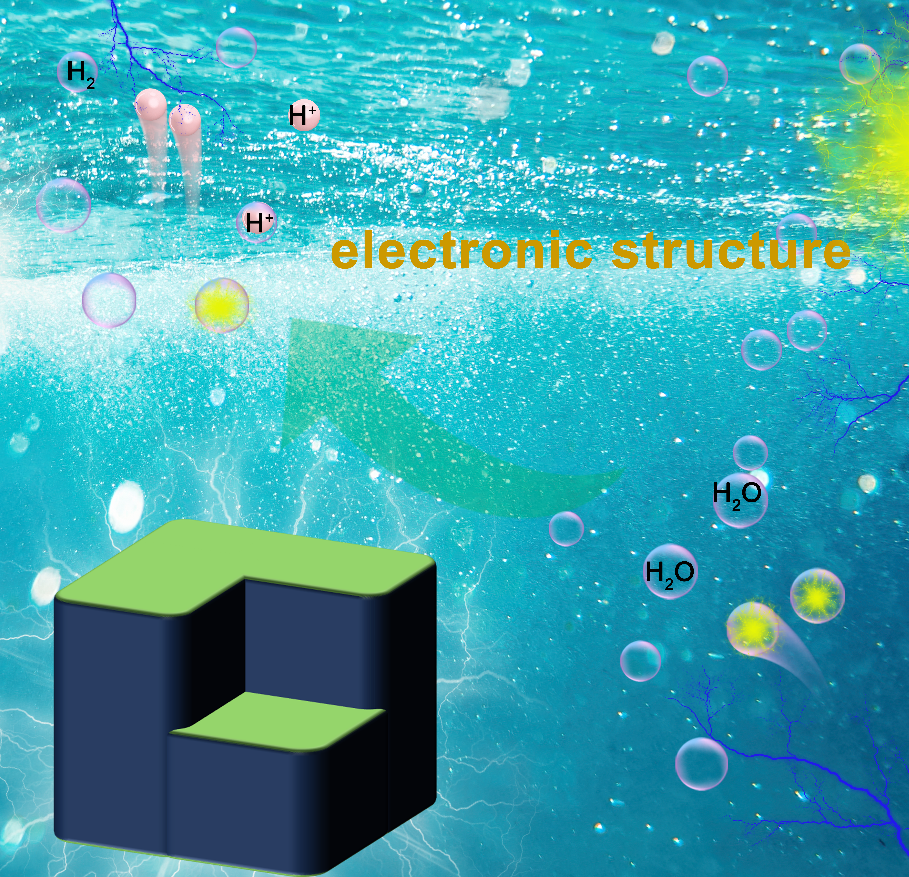 H₂
H⁺
H⁺
electronic structure
H₂O
H₂O